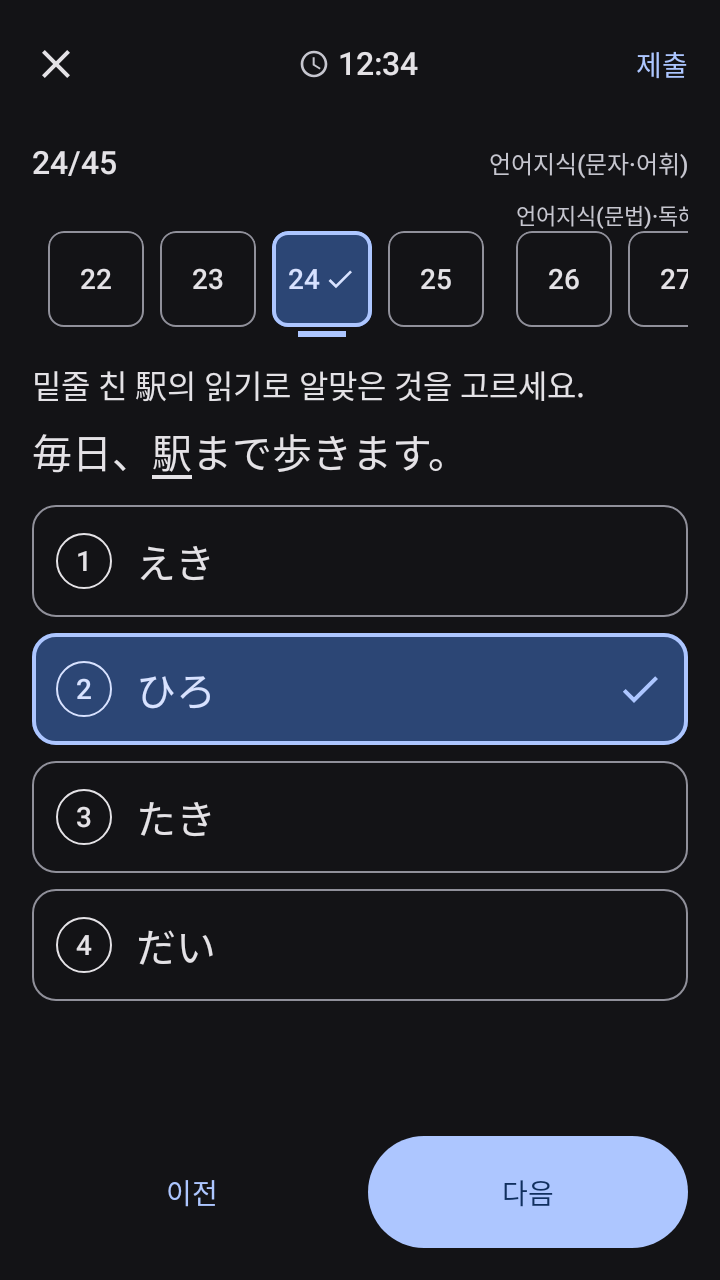 12:34
제출
24/45
언어지식(문자·어휘)
언어지식(문법)·독해
22
23
24
25
26
27
밑줄 친 駅의 읽기로 알맞은 것을 고르세요.
毎日、駅まで歩きます。
1 えき
2 ひろ
3 たき
4 だい
이전
다음